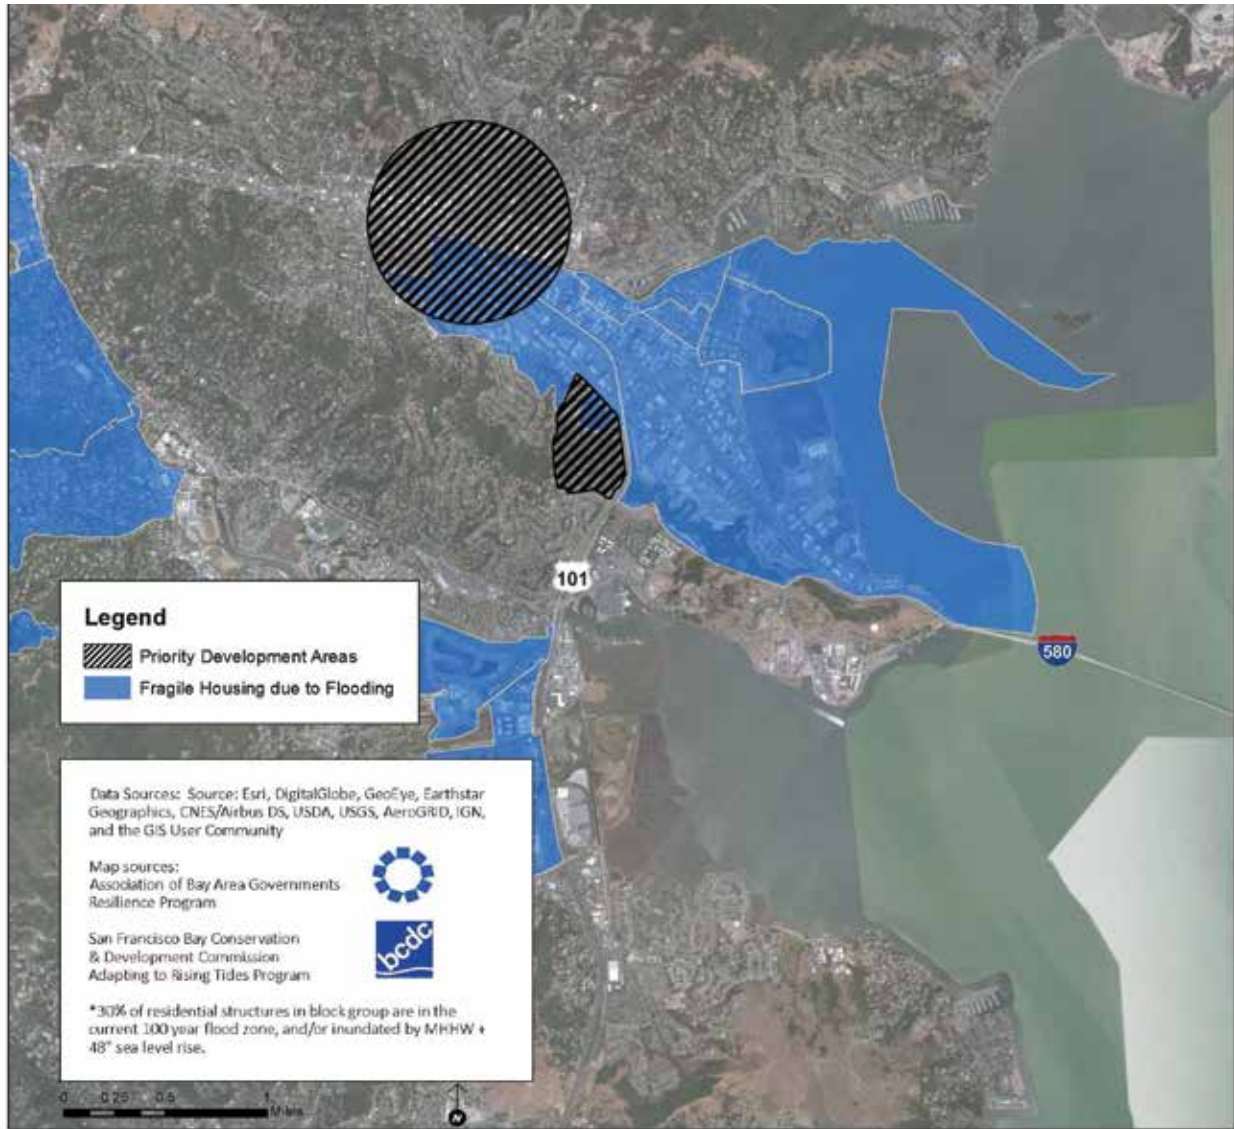 101
580
Legend
Priority Development Areas
Fragile Housing due to Flooding
Data Sources: Source: Esri, DigitalGlobe, GeoEye, Earthstar
Geographics, CNES/Airbus DS, USDA, USGS, AeroGRID, IGN,
and the GIS User Community
Map sources:
Association of Bay Area Governments
Resilience Program
San Francisco Bay Conservation
& Development Commission
Adapting to Rising Tides Program
bcdc
*30% of residential structures in block group are in the
current 100 year flood zone, and/or inundated by MHHW +
48" sea level rise.
0 0.25 0.5 1
Miles
N